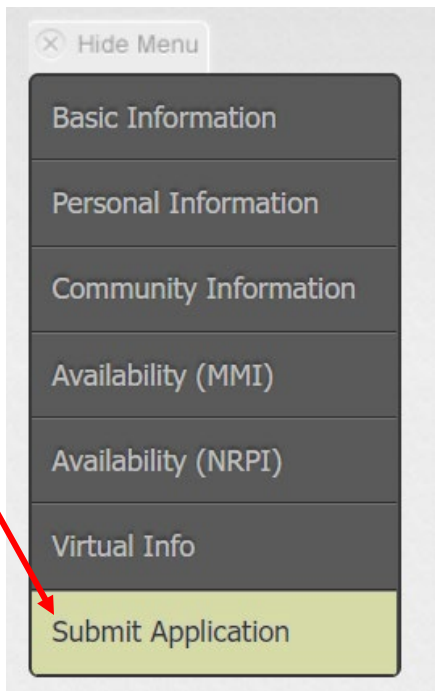 Hide Menu
Basic Information
Personal Information
Community Information
Availability (MMI)
Availability (NRPI)
Virtual Info
Submit Application